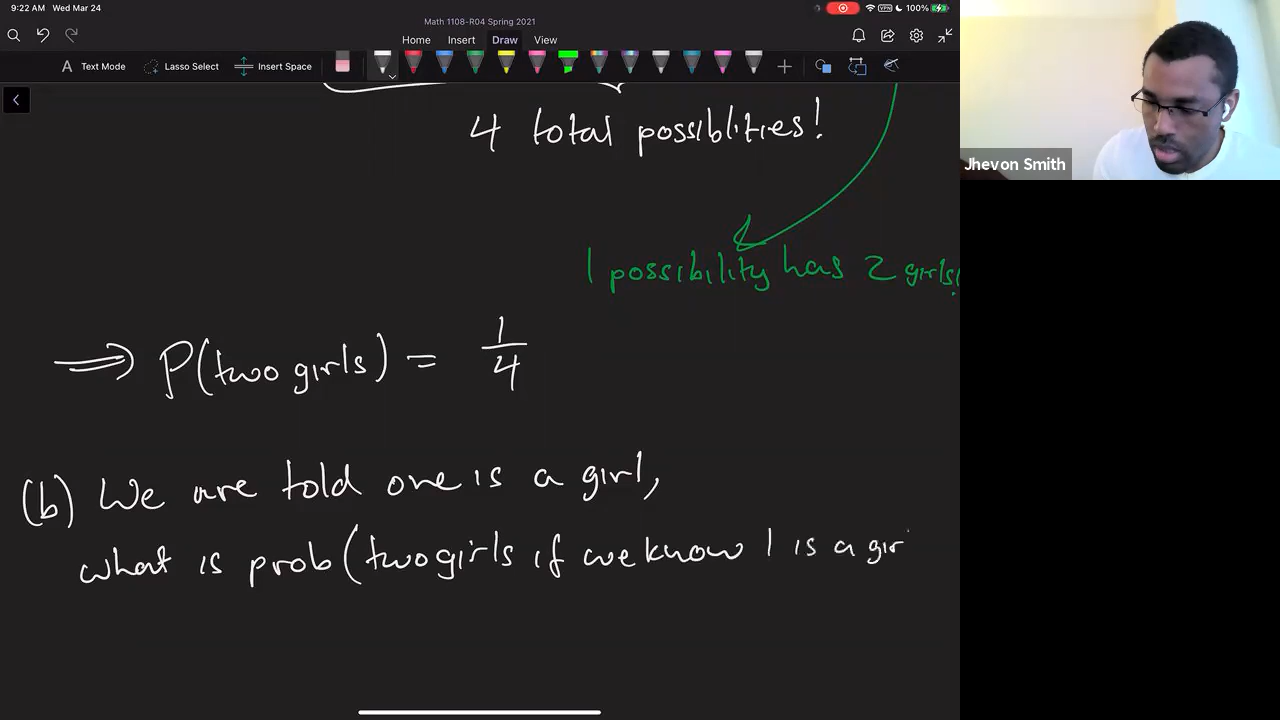 9:22 AM Wed Mar 24
100%
Math 1108-R04 Spring 2021
Home Insert Draw View
Text Mode Lasso Select Insert Space
4 total possiblities!
1 possibility has 2 girls!
⟹ P(two girls) = 1/4
(b) We are told one is a girl,
what is prob(two girls if we know 1 is a gir
Jhevon Smith